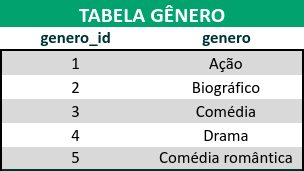 TABELA GÊNERO
genero_id genero
1 Ação
2 Biográfico
3 Comédia
4 Drama
5 Comédia romântica